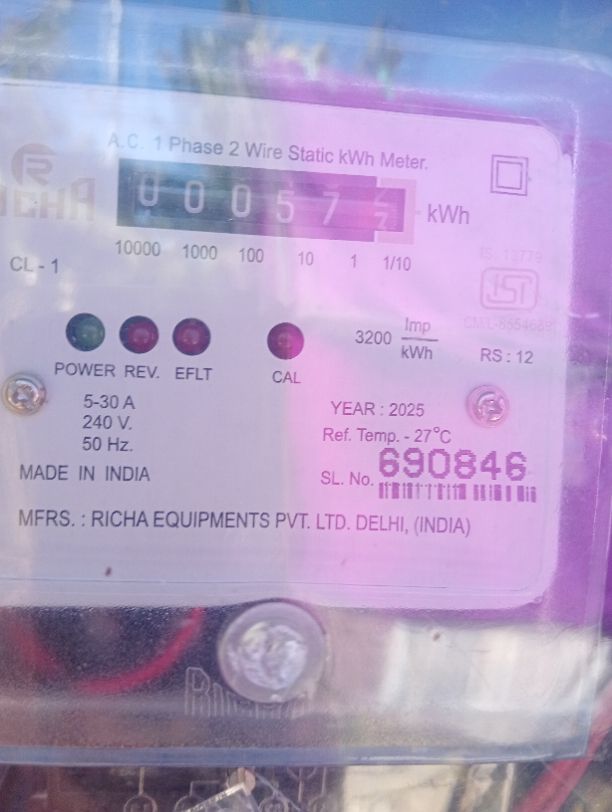 RICHA
A.C. 1 Phase 2 Wire Static kWh Meter.
0 0 0 5 7
kWh
10000 1000 100 10 1 1/10
CL - 1
IS: 13779
ISI
3200 Imp/kWh
RS : 12
POWER REV. EFLT
CAL
5-30 A
240 V.
50 Hz.
YEAR : 2025
Ref. Temp. - 27°C
MADE IN INDIA
SL. No. 690846
MFRS. : RICHA EQUIPMENTS PVT. LTD. DELHI, (INDIA)